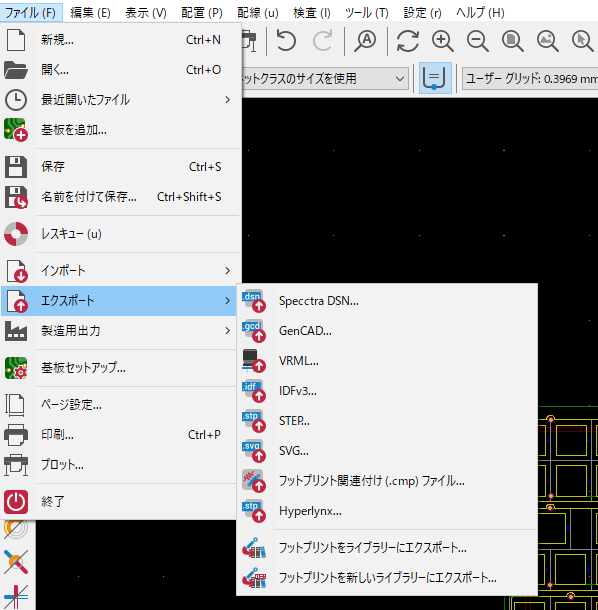 ファイル (F) 編集 (E) 表示 (V) 配置 (P) 配線 (u) 検査 (I) ツール (T) 設定 (r) ヘルプ (H)
新規... Ctrl+N
開く... Ctrl+O
ットクラスのサイズを使用 ユーザー グリッド: 0.3969 mm
最近開いたファイル
基板を追加...
保存 Ctrl+S
名前を付けて保存... Ctrl+Shift+S
レスキュー (u)
インポート
エクスポート
製造用出力
基板セットアップ...
ページ設定...
印刷... Ctrl+P
プロット...
終了
.dsn Specctra DSN...
.gcd GenCAD...
VRML...
.idf IDFv3...
.stp STEP...
.svg SVG...
フットプリント関連付け (.cmp) ファイル...
.stp Hyperlynx...
フットプリントをライブラリーにエクスポート...
フットプリントを新しいライブラリーにエクスポート...